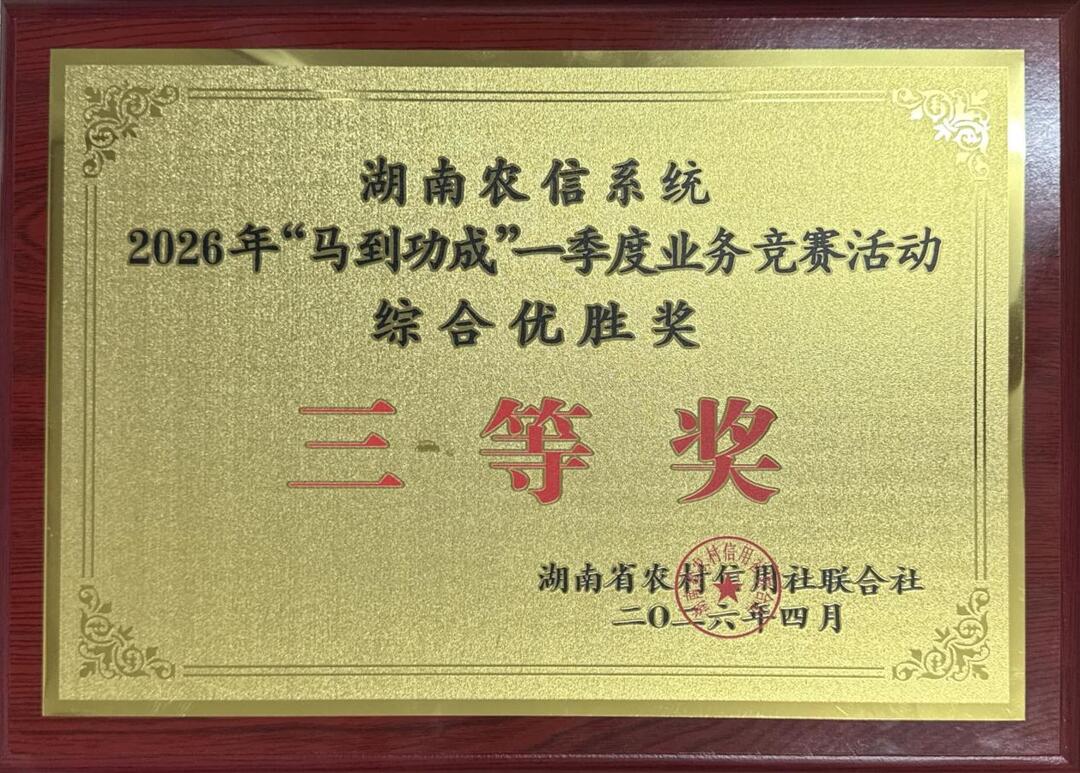 湖南农信系统
2026年“马到功成”一季度业务竞赛活动
综合优胜奖
三等奖
湖南省农村信用社联合社
二〇二六年四月